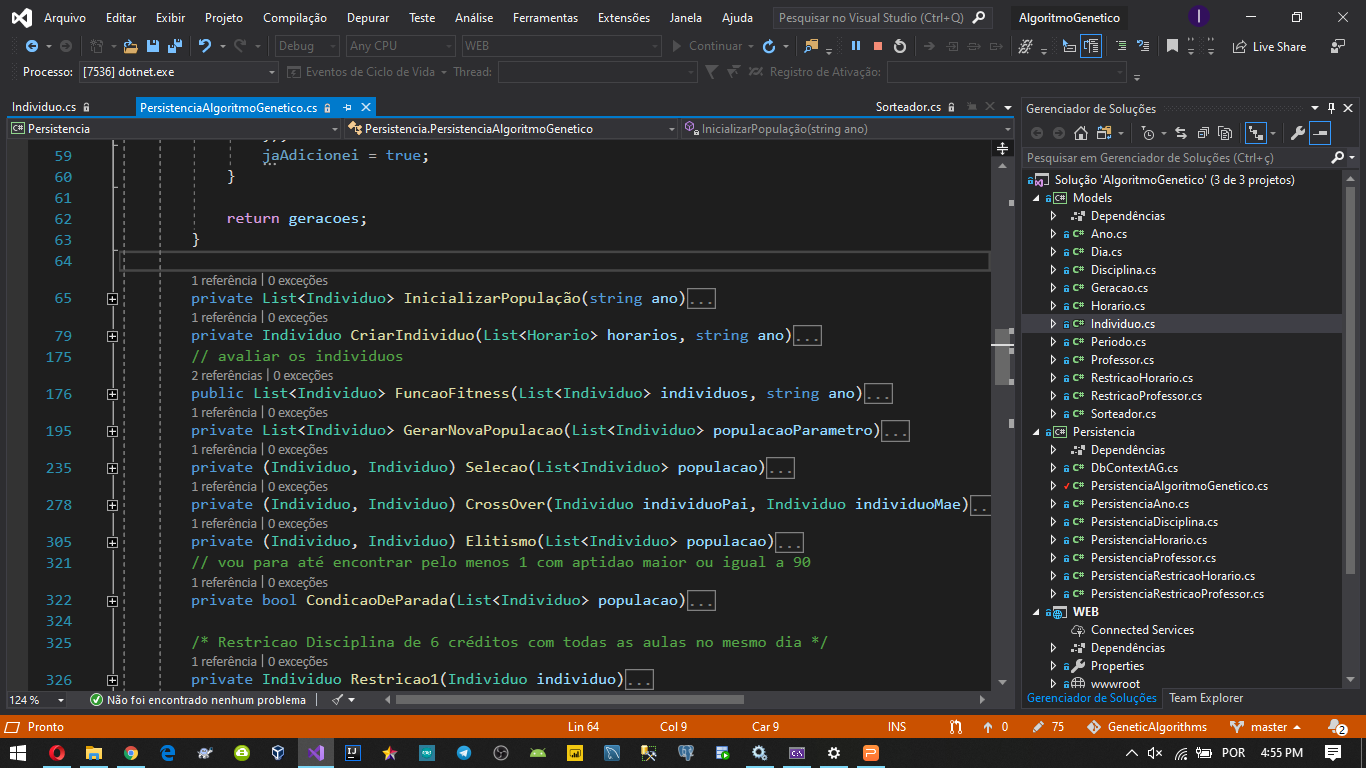 Arquivo Editar Exibir Projeto Compilação Depurar Teste Análise Ferramentas Extensões Janela Ajuda Pesquisar no Visual Studio (Ctrl+Q) AlgoritmoGenetico I
Debug Any CPU WEB Continuar Live Share
Processo: [7536] dotnet.exe Eventos de Ciclo de Vida Thread: Registro de Ativação:
Individuo.cs PersistenciaAlgoritmoGenetico.cs Sorteador.cs
Persistencia Persistencia.PersistenciaAlgoritmoGenetico InicializarPopulação(string ano)
59 jaAdicionei = true;
60 }
61
62 return geracoes;
63 }
64
1 referência | 0 exceções
65 private List<Individuo> InicializarPopulação(string ano)...
1 referência | 0 exceções
79 private Individuo CriarIndividuo(List<Horario> horarios, string ano)...
175 // avaliar os individuos
2 referências | 0 exceções
176 public List<Individuo> FuncaoFitness(List<Individuo> individuos, string ano)...
1 referência | 0 exceções
195 private List<Individuo> GerarNovaPopulacao(List<Individuo> populacaoParametro)...
1 referência | 0 exceções
235 private (Individuo, Individuo) Selecao(List<Individuo> populacao)...
1 referência | 0 exceções
278 private (Individuo, Individuo) CrossOver(Individuo individuoPai, Individuo individuoMae)..
1 referência | 0 exceções
305 private (Individuo, Individuo) Elitismo(List<Individuo> populacao)...
321 // vou para até encontrar pelo menos 1 com aptidao maior ou igual a 90
1 referência | 0 exceções
322 private bool CondicaoDeParada(List<Individuo> populacao)...
324
325 /* Restricao Disciplina de 6 créditos com todas as aulas no mesmo dia */
1 referência | 0 exceções
326 private Individuo Restricao1(Individuo individuo)...
124 % Não foi encontrado nenhum problema
Gerenciador de Soluções
Pesquisar em Gerenciador de Soluções (Ctrl+ç)
Solução 'AlgoritmoGenetico' (3 de 3 projetos)
Models
Dependências
Ano.cs
Dia.cs
Disciplina.cs
Geracao.cs
Horario.cs
Individuo.cs
Periodo.cs
Professor.cs
RestricaoHorario.cs
RestricaoProfessor.cs
Sorteador.cs
Persistencia
Dependências
DbContextAG.cs
PersistenciaAlgoritmoGenetico.cs
PersistenciaAno.cs
PersistenciaDisciplina.cs
PersistenciaHorario.cs
PersistenciaProfessor.cs
PersistenciaRestricaoHorario.cs
PersistenciaRestricaoProfessor.cs
WEB
Connected Services
Dependências
Properties
wwwroot
Gerenciador de Soluções Team Explorer
Pronto Lin 64 Col 9 Car 9 INS 0 75 GeneticAlgorithms master 2
POR 4:55 PM